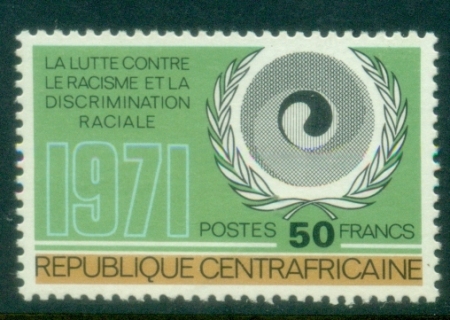 LA LUTTE CONTRE
LE RACISME ET LA
DISCRIMINATION
RACIALE
1971
POSTES 50 FRANCS
REPUBLIQUE CENTRAFRICAINE